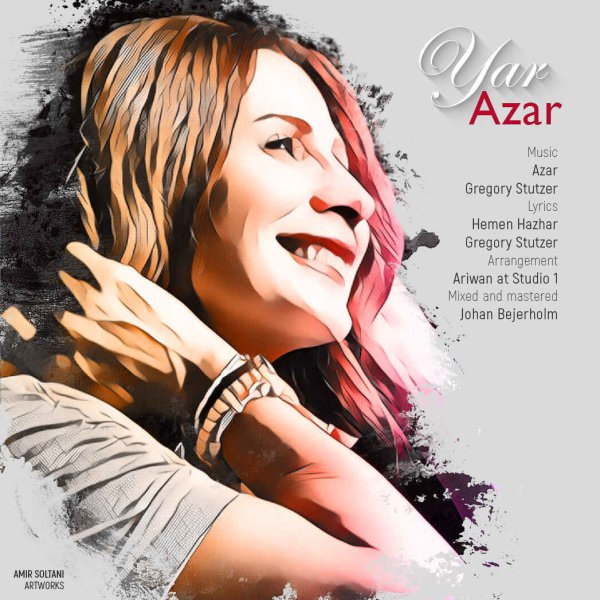 Yar
Azar
Music
Azar
Gregory Stutzer
Lyrics
Hemen Hazhar
Gregory Stutzer
Arrangement
Ariwan at Studio 1
Mixed and mastered
Johan Bejerholm
AMIR SOLTANI
ARTWORKS